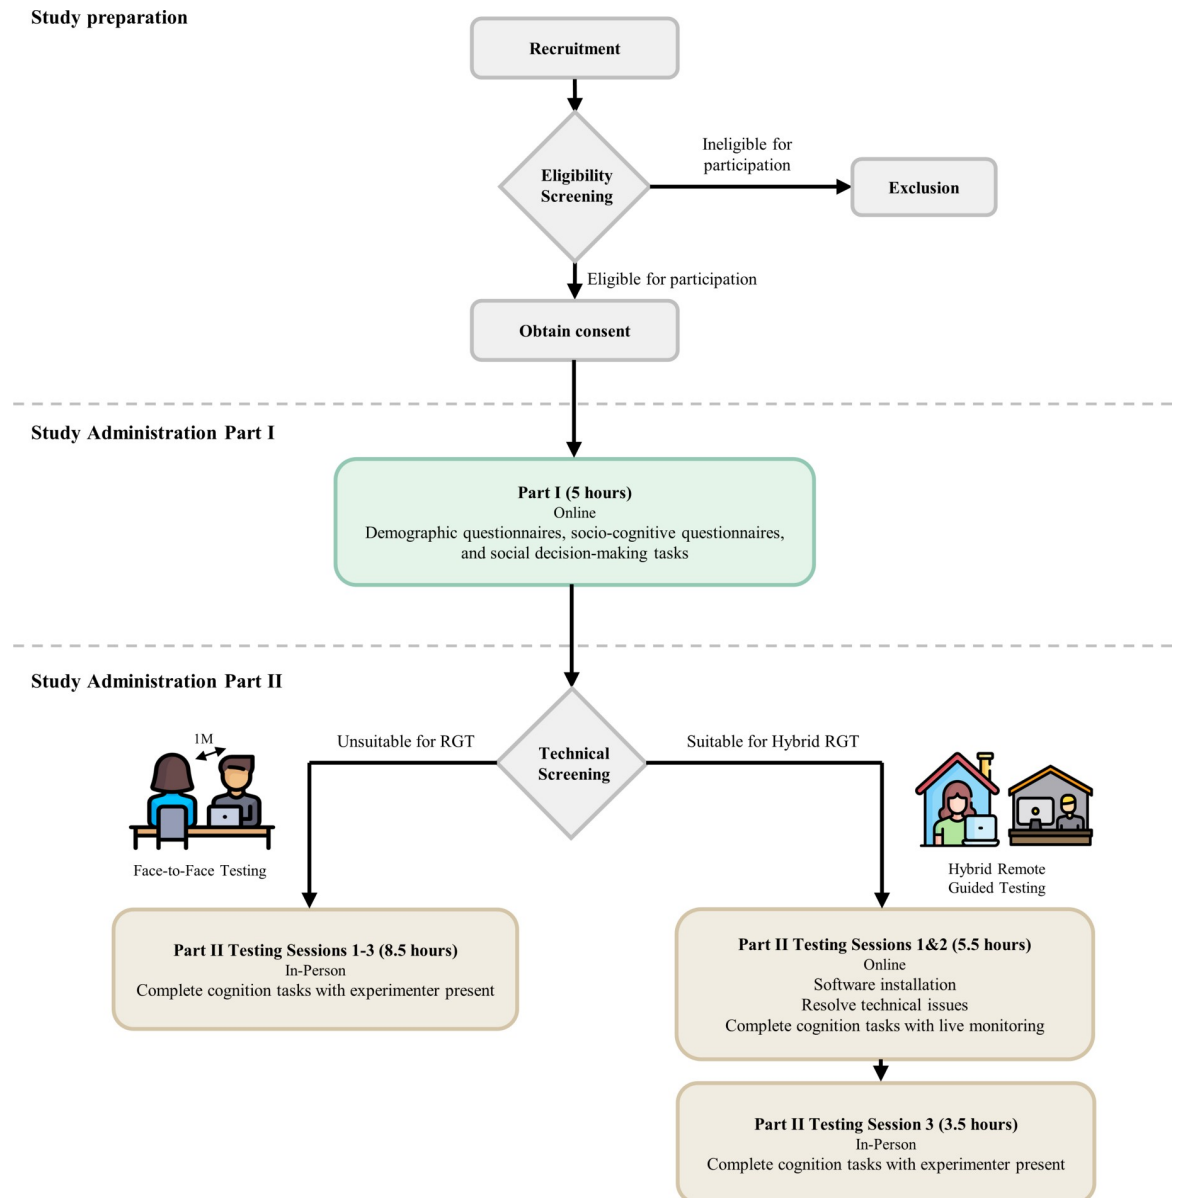 Study preparation
Recruitment
Eligibility
Screening
Ineligible for
participation
Exclusion
Eligible for participation
Obtain consent
Study Administration Part I
Part I (5 hours)
Online
Demographic questionnaires, socio-cognitive questionnaires,
and social decision-making tasks
Study Administration Part II
Technical
Screening
Unsuitable for RGT
Suitable for Hybrid RGT
1M
Face-to-Face Testing
Hybrid Remote
Guided Testing
Part II Testing Sessions 1-3 (8.5 hours)
In-Person
Complete cognition tasks with experimenter present
Part II Testing Sessions 1&2 (5.5 hours)
Online
Software installation
Resolve technical issues
Complete cognition tasks with live monitoring
Part II Testing Session 3 (3.5 hours)
In-Person
Complete cognition tasks with experimenter present